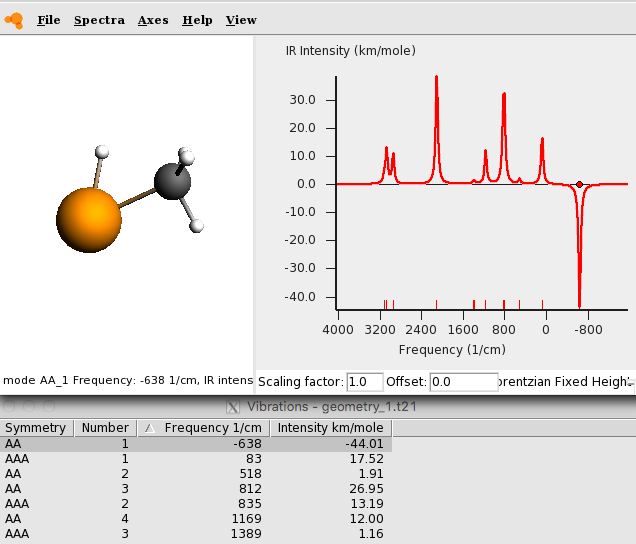 File Spectra Axes Help View
IR Intensity (km/mole)
30.0
20.0
10.0
0.0
-10.0
-20.0
-30.0
-40.0
4000 3200 2400 1600 800 0 -800
Frequency (1/cm)
mode AA_1 Frequency: -638 1/cm, IR intens
Scaling factor: 1.0 Offset: 0.0 orentzian Fixed Height
Vibrations - geometry_1.t21
Symmetry Number Frequency 1/cm Intensity km/mole
AA 1 -638 -44.01
AAA 1 83 17.52
AA 2 518 1.91
AA 3 812 26.95
AAA 2 835 13.19
AA 4 1169 12.00
AAA 3 1389 1.16